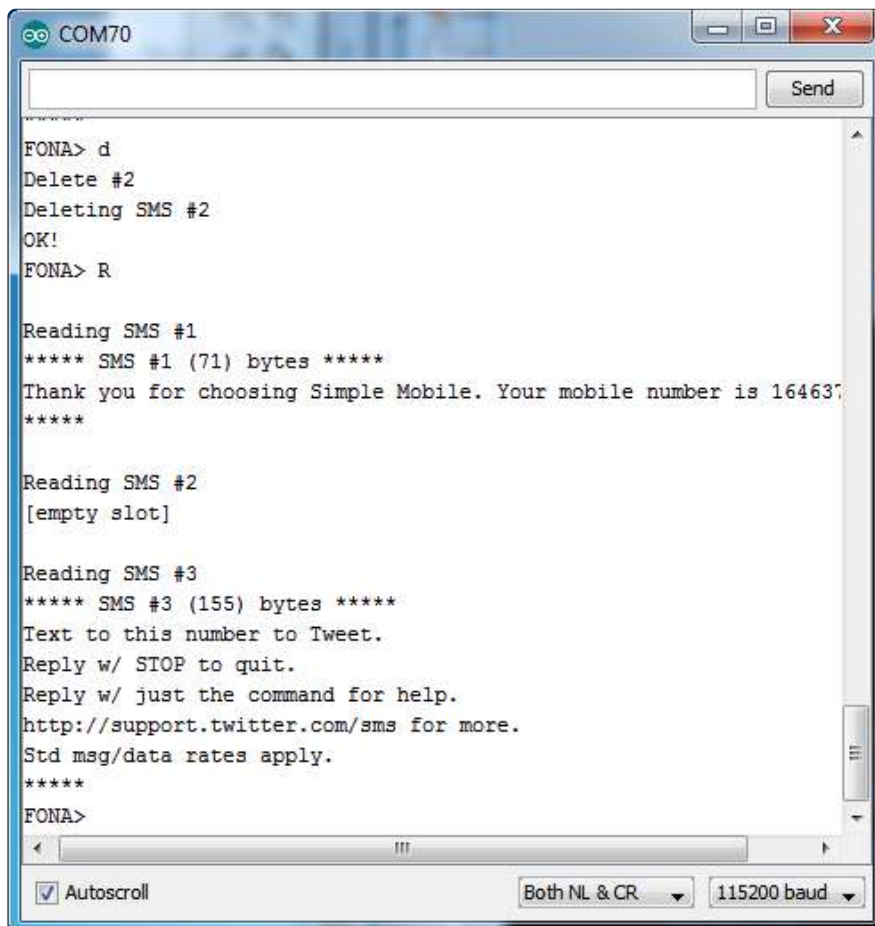 COM70
Send
*****
FONA> d
Delete #2
Deleting SMS #2
OK!
FONA> R
Reading SMS #1
***** SMS #1 (71) bytes *****
Thank you for choosing Simple Mobile. Your mobile number is 164637
*****
Reading SMS #2
[empty slot]
Reading SMS #3
***** SMS #3 (155) bytes *****
Text to this number to Tweet.
Reply w/ STOP to quit.
Reply w/ just the command for help.
http://support.twitter.com/sms for more.
Std msg/data rates apply.
*****
FONA>
Autoscroll Both NL & CR 115200 baud